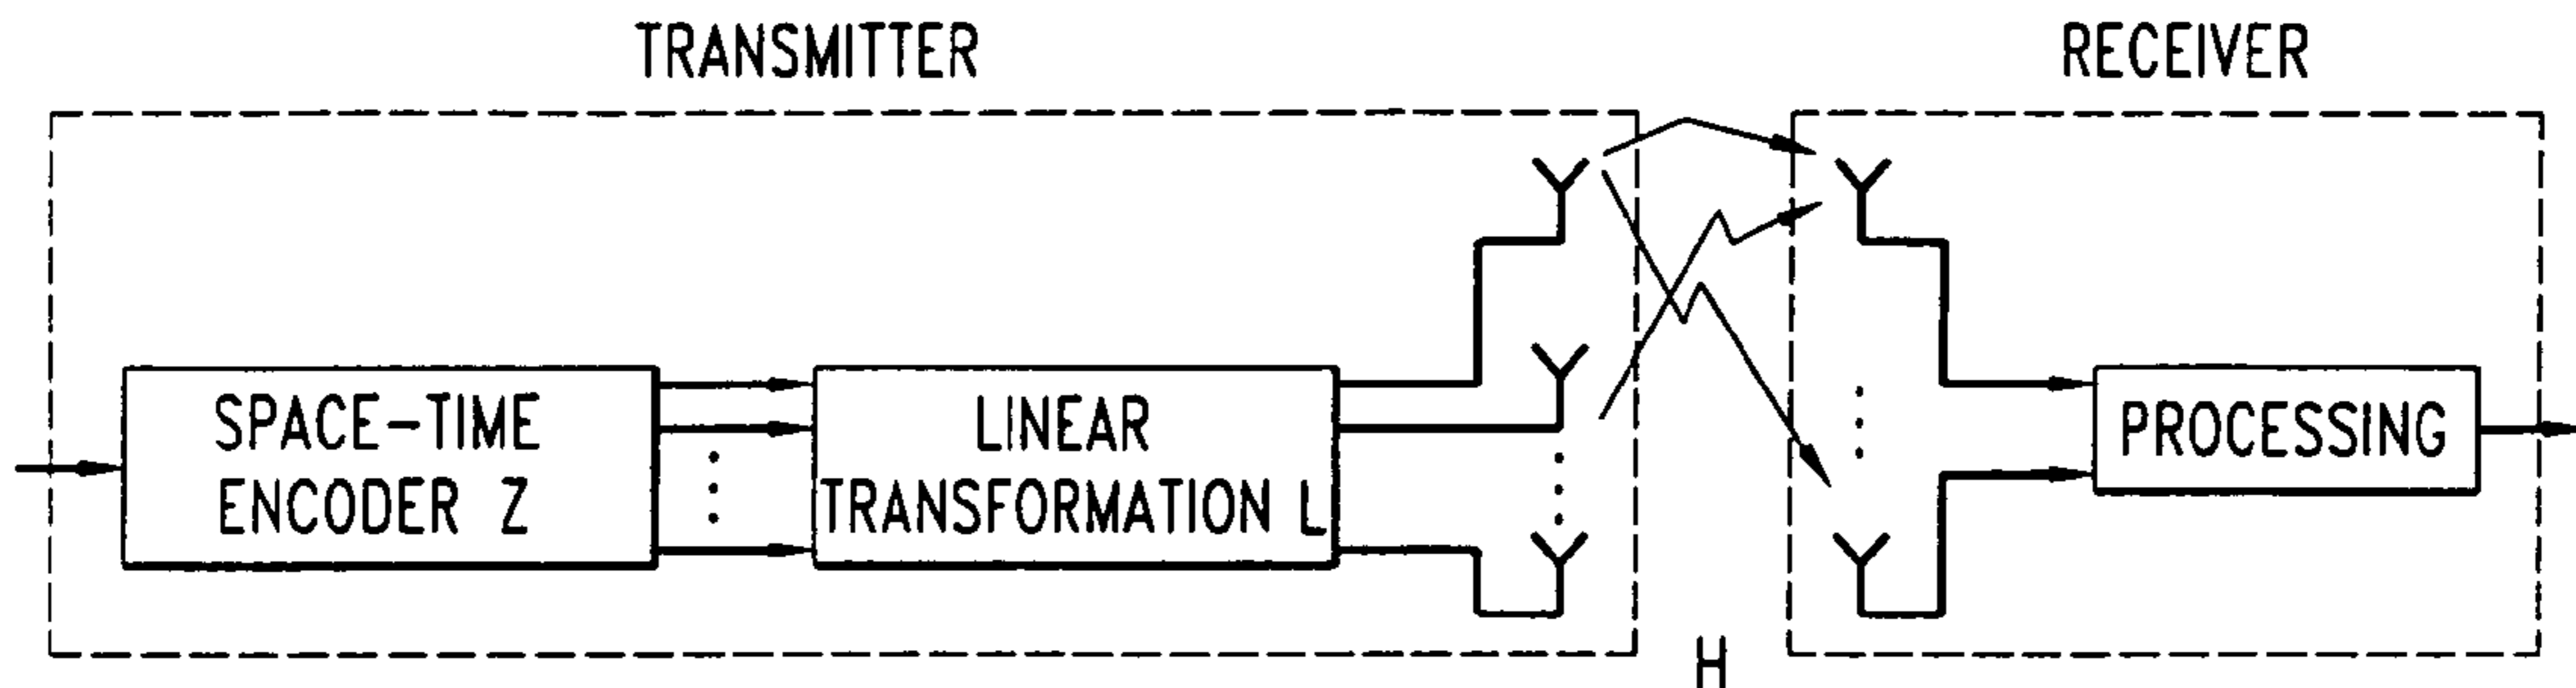 TRANSMITTER
RECEIVER
SPACE-TIME
ENCODER Z
LINEAR
TRANSFORMATION L
PROCESSING
H